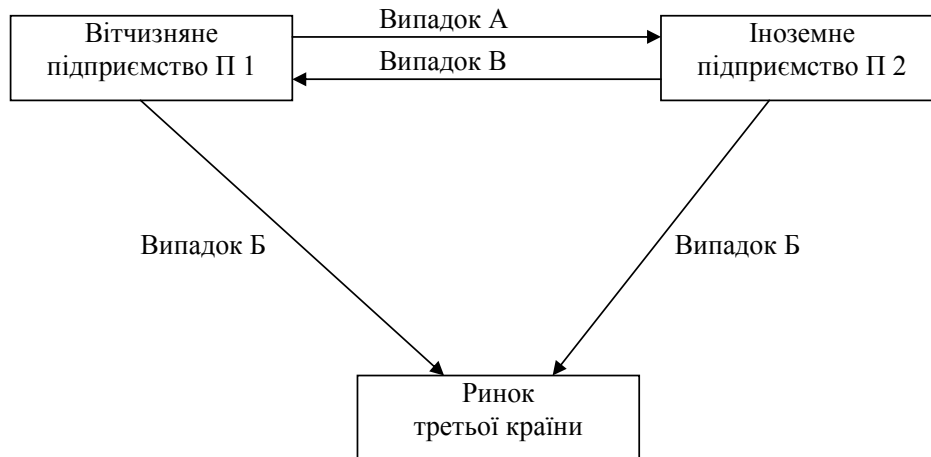 Випадок А
Вітчизняне
підприємство П 1
Іноземне
підприємство П 2
Випадок В
Випадок Б
Випадок Б
Ринок
третьої країни